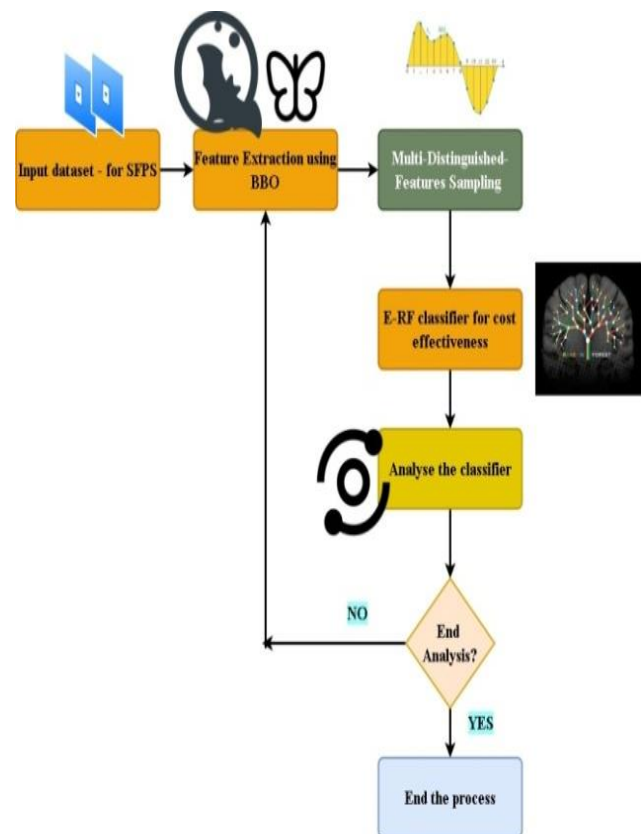 Input dataset - for SFPS
Feature Extraction using
BBO
Multi-Distinguished-
Features Sampling
E-RF classifier for cost
effectiveness
Analyse the classifier
End
Analysis?
NO
YES
End the process